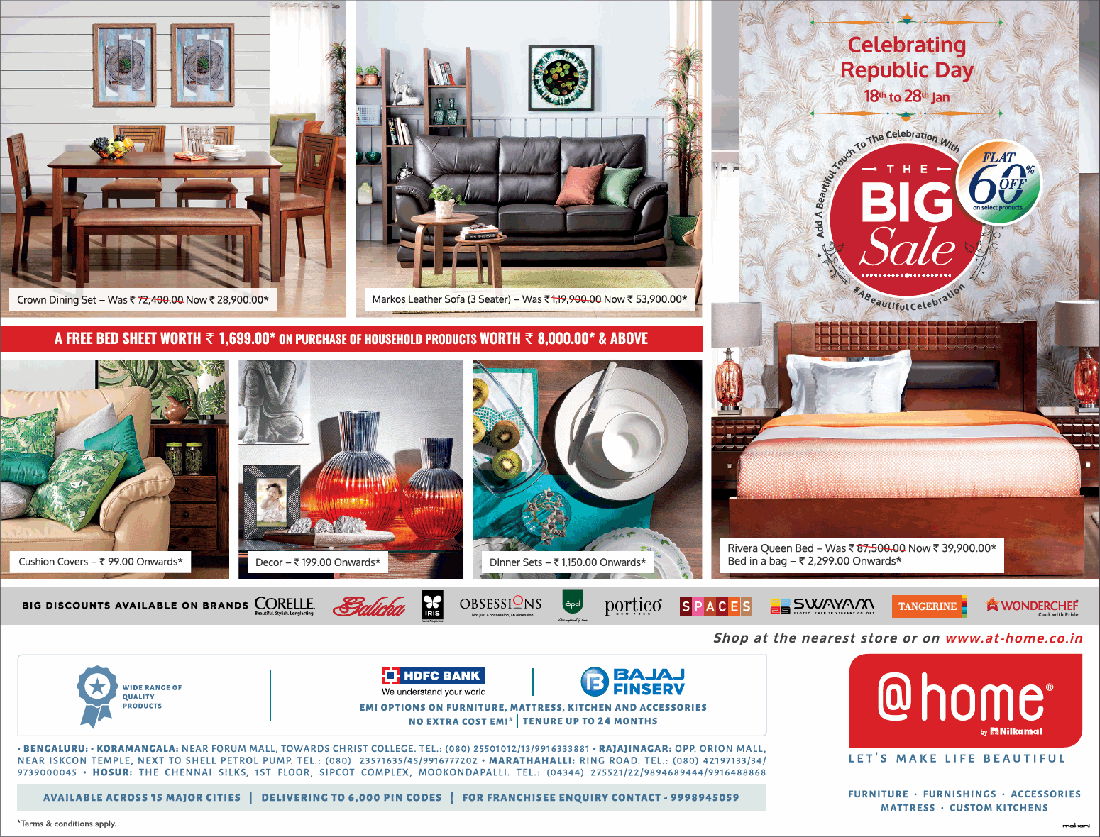 Celebrating
Republic Day
18th to 28th Jan
Add A Beautiful Touch To The Celebration With
THE
BIG
Sale
FLAT
60% OFF
on select products
#ABeautifulCelebration
Crown Dining Set – Was ₹ 72,400.00 Now ₹ 28,900.00*
Markos Leather Sofa (3 Seater) – Was ₹ 1,19,900.00 Now ₹ 53,900.00*
A FREE BED SHEET WORTH ₹ 1,699.00* ON PURCHASE OF HOUSEHOLD PRODUCTS WORTH ₹ 8,000.00* & ABOVE
Cushion Covers – ₹ 99.00 Onwards*
Decor – ₹ 199.00 Onwards*
Dinner Sets – ₹ 1,150.00 Onwards*
Rivera Queen Bed – Was ₹ 87,500.00 Now ₹ 39,900.00*
Bed in a bag – ₹ 2,299.00 Onwards*
BIG DISCOUNTS AVAILABLE ON BRANDS CORELLE Galicha IRIS OBSESSIONS portico SPACES SWAYAM TANGERINE WONDERCHEF
Shop at the nearest store or on www.at-home.co.in
WIDE RANGE OF
QUALITY
PRODUCTS
HDFC BANK
We understand your world
BAJAJ
FINSERV
EMI OPTIONS ON FURNITURE, MATTRESS, KITCHEN AND ACCESSORIES
NO EXTRA COST EMI* | TENURE UP TO 24 MONTHS
@home®
by Nilkamal
LET'S MAKE LIFE BEAUTIFUL
• BENGALURU: • KORAMANGALA: NEAR FORUM MALL, TOWARDS CHRIST COLLEGE. TEL.: (080) 25501012/13/9916333881 • RAJAJINAGAR: OPP. ORION MALL,
NEAR ISKCON TEMPLE, NEXT TO SHELL PETROL PUMP. TEL.: (080) 23571635/45/9916777202 • MARATHAHALLI: RING ROAD. TEL.: (080) 42197133/34/
9739000045 • HOSUR: THE CHENNAI SILKS, 1ST FLOOR, SIPCOT COMPLEX, MOOKONDAPALLI. TEL.: (04344) 275521/22/9894689444/9916488868
AVAILABLE ACROSS 15 MAJOR CITIES | DELIVERING TO 6,000 PIN CODES | FOR FRANCHISEE ENQUIRY CONTACT - 9998945059
FURNITURE • FURNISHINGS • ACCESSORIES
MATTRESS • CUSTOM KITCHENS
*Terms & conditions apply.